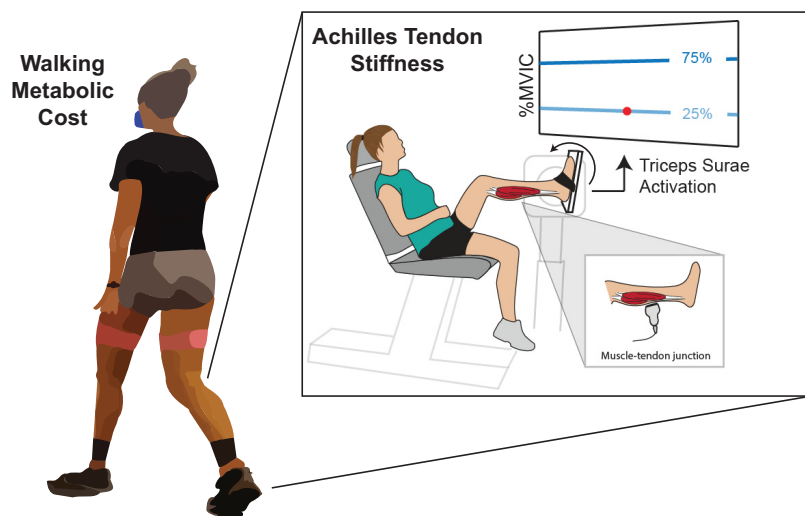 Walking
Metabolic
Cost
Achilles Tendon
Stiffness
%MVIC
75%
25%
Triceps Surae
Activation
Muscle-tendon junction